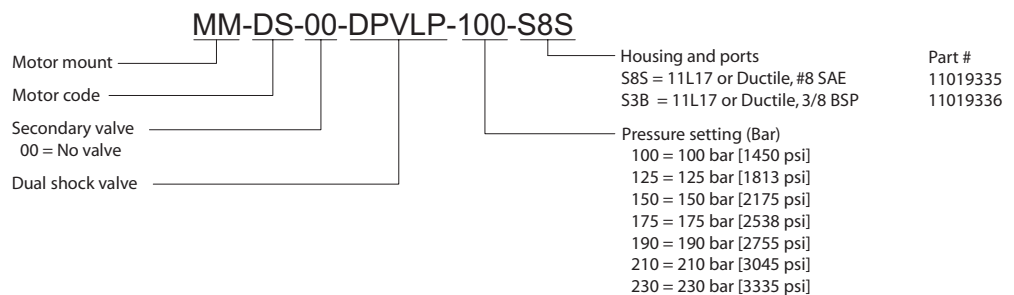 MM-DS-00-DPVLP-100-S8S
Motor mount
Motor code
Secondary valve
00 = No valve
Dual shock valve
Housing and ports Part #
S8S = 11L17 or Ductile, #8 SAE 11019335
S3B = 11L17 or Ductile, 3/8 BSP 11019336
Pressure setting (Bar)
100 = 100 bar [1450 psi]
125 = 125 bar [1813 psi]
150 = 150 bar [2175 psi]
175 = 175 bar [2538 psi]
190 = 190 bar [2755 psi]
210 = 210 bar [3045 psi]
230 = 230 bar [3335 psi]